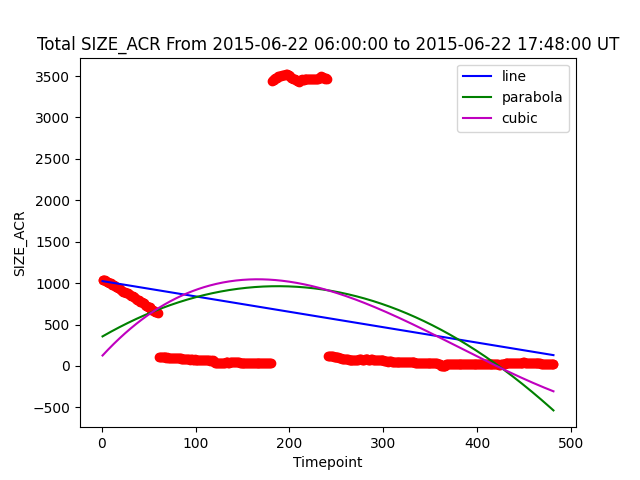 Total SIZE_ACR From 2015-06-22 06:00:00 to 2015-06-22 17:48:00 UT
line
parabola
cubic
3500
3000
2500
2000
1500
1000
500
0
−500
SIZE_ACR
0 100 200 300 400 500
Timepoint